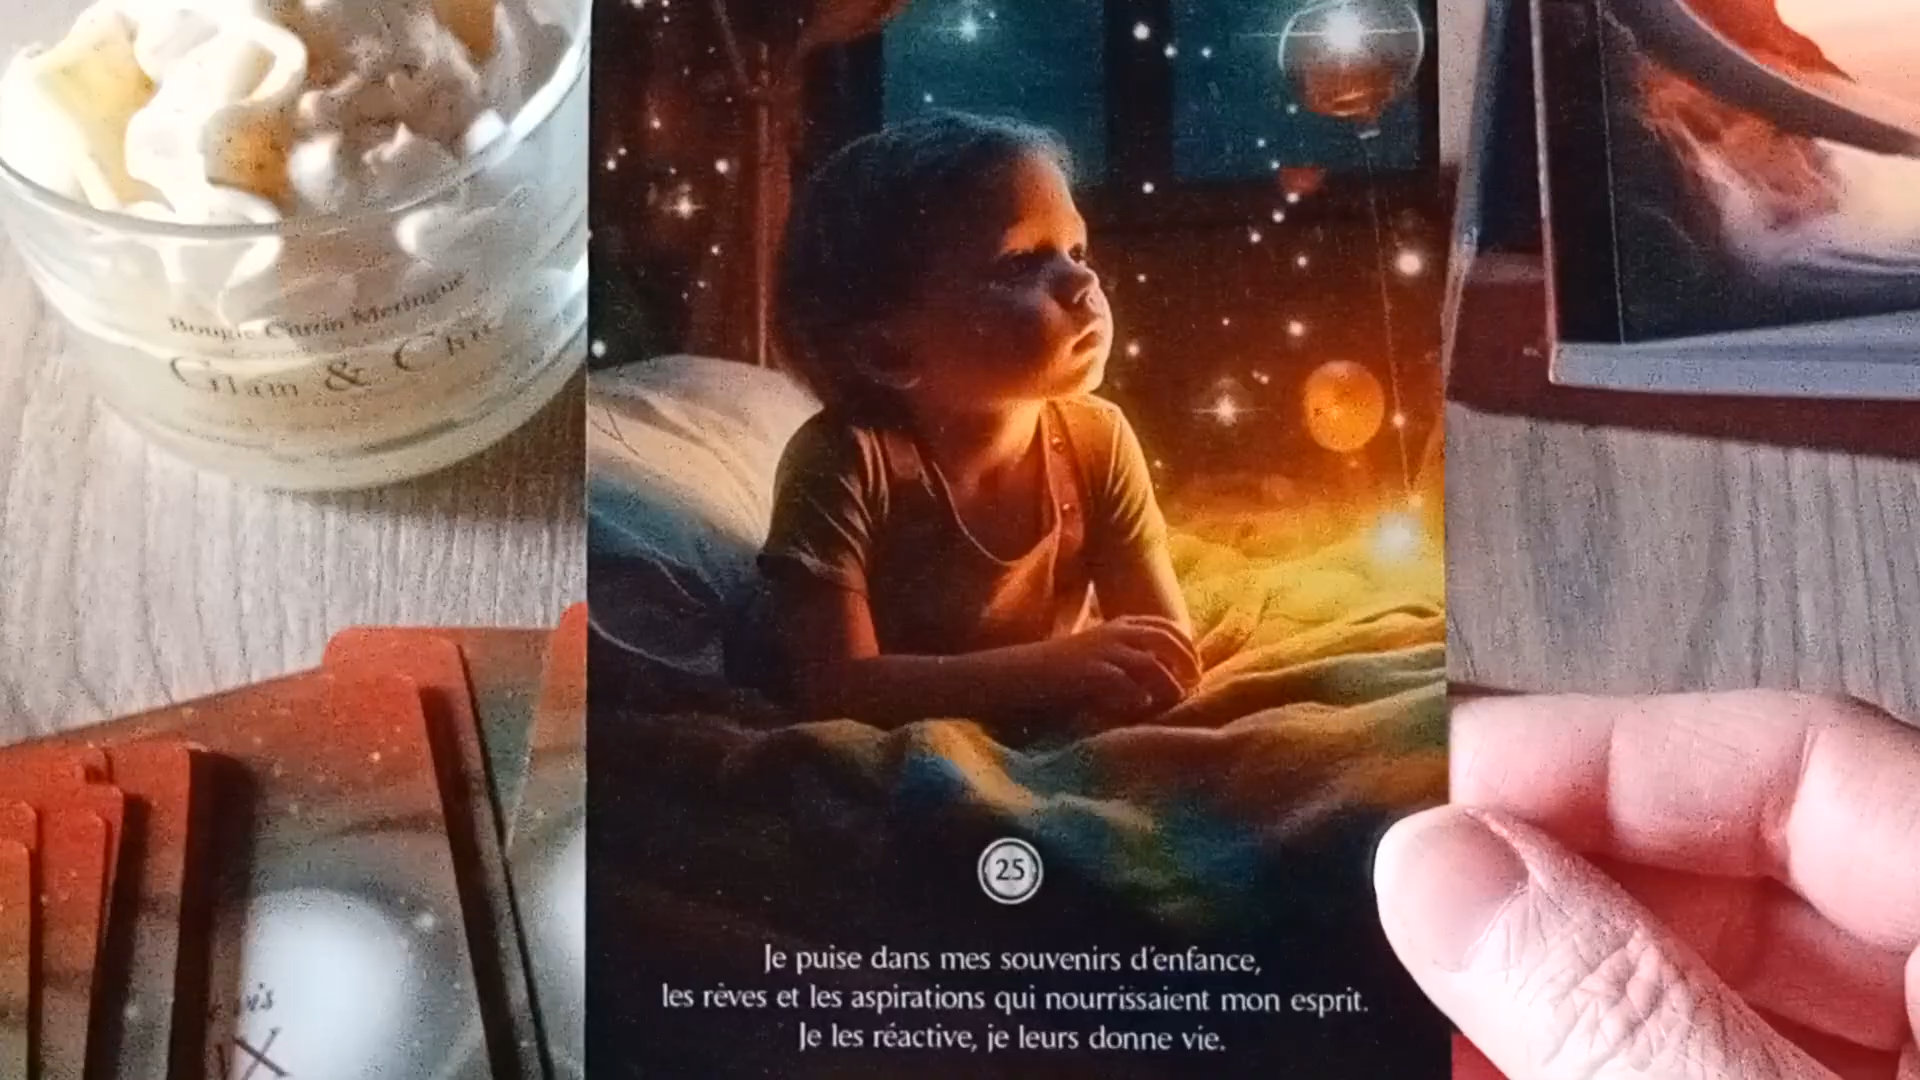 Bougie Citron Meringue
Glam & Chic
25
Je puise dans mes souvenirs d'enfance,
les rêves et les aspirations qui nourrissaient mon esprit.
Je les réactive, je leurs donne vie.